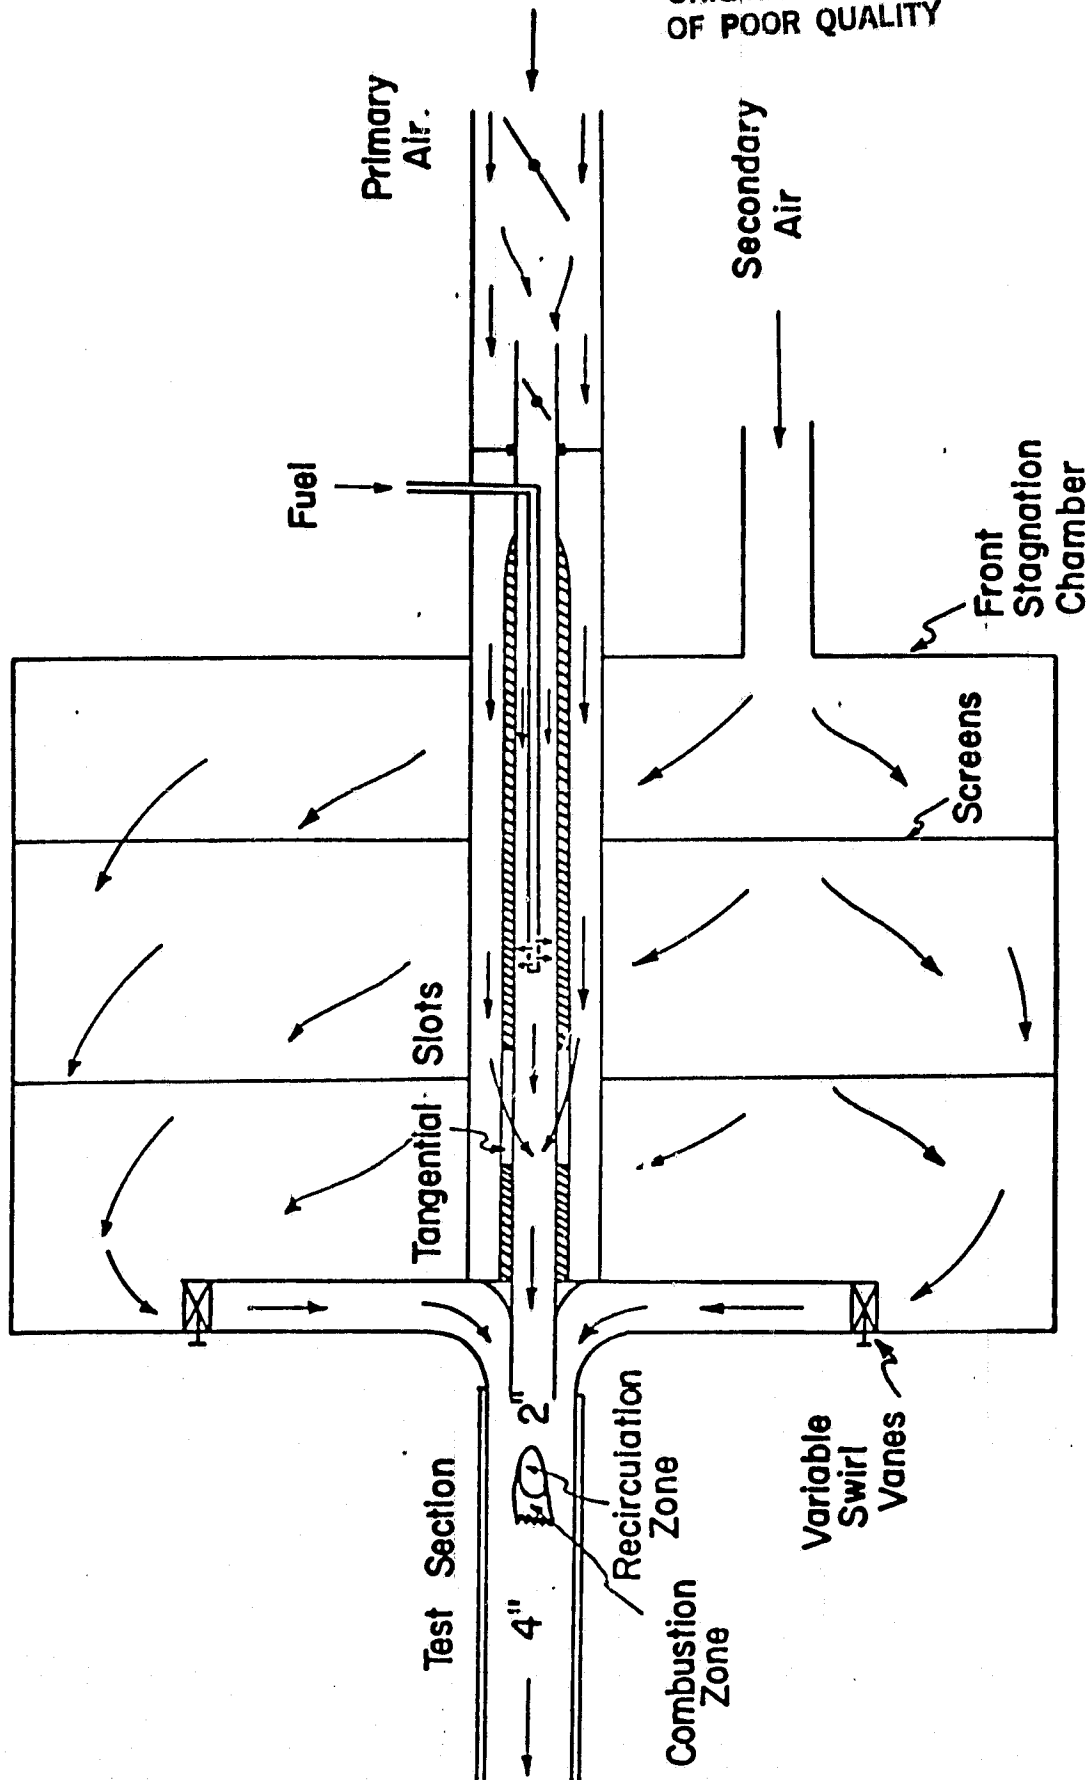 OF POOR QUALITY
Primary
Air.
Secondary
Air
Fuel
Front
Stagnation
Chamber
Screens
Tangential Slots
Variable
Swirl
Vanes
2"
Recirculation
Zone
Test Section
4"
Combustion
Zone